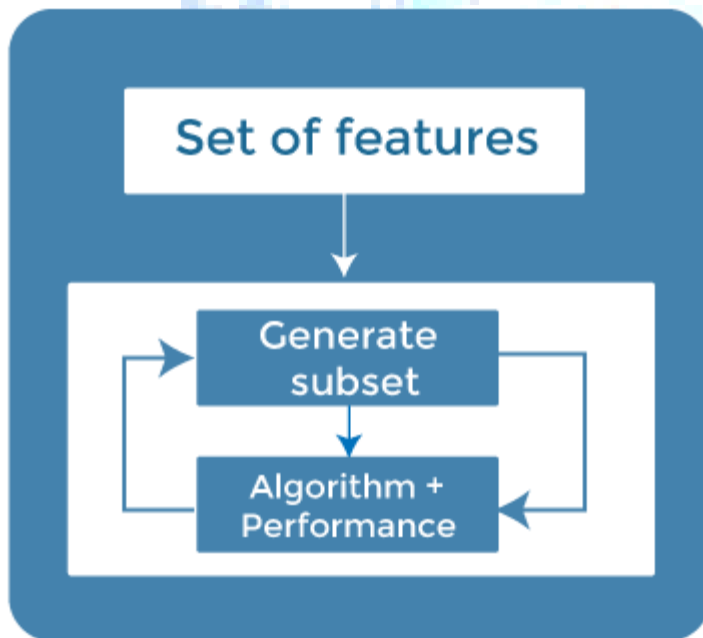 Set of features
Generate
subset
Algorithm +
Performance